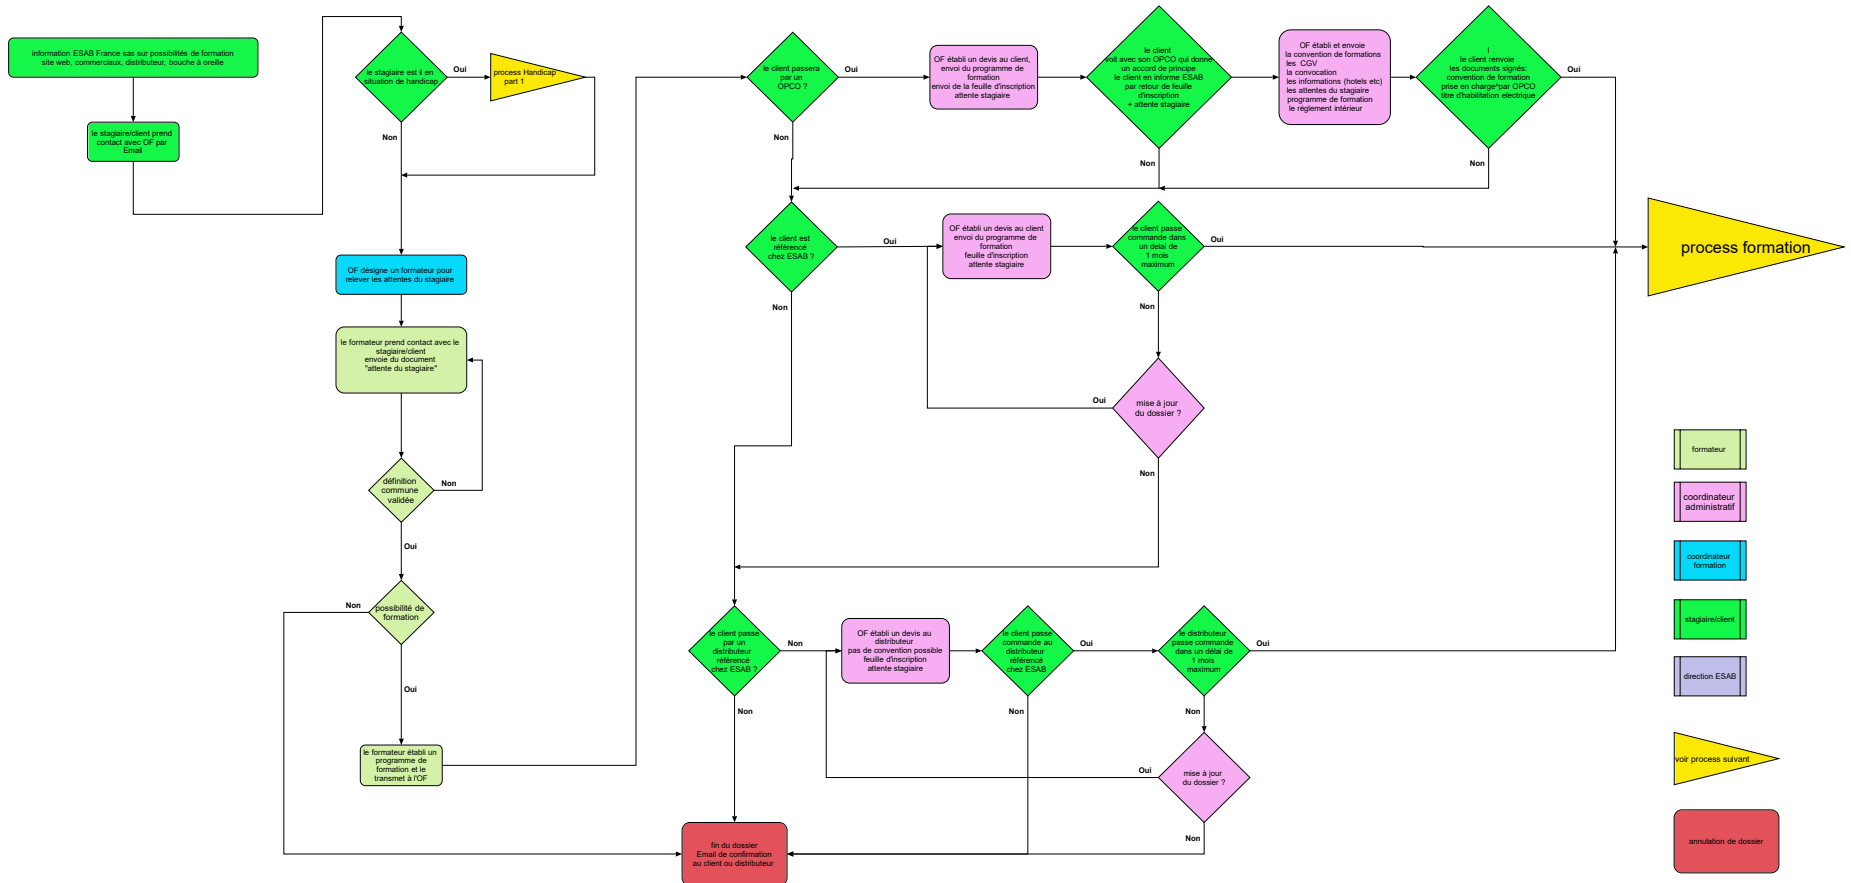 information ESAB France sas sur possibilités de formation
site web, commerciaux, distributeur, bouche à oreille
le stagiaire/client prend
contact avec OF par
Email
le stagiaire est il en
situation de handicap
Oui
Non
process Handicap
part 1
OF désigne un formateur pour
relever les attentes du stagiaire
le formateur prend contact avec le
stagiaire/client
envoie du document
"attente du stagiaire"
définition
commune
validée
Non
Oui
possibilité de
formation
Non
Oui
le formateur établi un
programme de
formation et le
transmet à l'OF
le client passera
par un
OPCO ?
Oui
Non
OF établi un devis au client,
envoi du programme de
formation
envoi de la feuille d'inscription
attente stagiaire
le client
voit avec son OPCO qui donne
un accord de principe
le client en informe ESAB
par retour de feuille
d'inscription
+ attente stagiaire
Non
OF établi et envoie
la convention de formations
les CGV
la convocation
les informations (hotels etc)
les attentes du stagiaire
programme de formation
le réglement intérieur
l
le client renvoie
les documents signés:
convention de formation
prise en charge*par OPCO
titre d'habilitation electrique
Oui
Non
le client est
référencé
chez ESAB ?
Oui
Non
OF établi un devis au client
envoi du programme de
formation
feuille d'inscription
attente stagiaire
le client passe
commande dans
un delai de
1 mois
maximum
Oui
Non
mise à jour
du dossier ?
Oui
Non
process formation
le client passe
par un
distributeur
référencé
chez ESAB ?
Non
Non
OF établi un devis au
distributeur
pas de convention possible
feuille d'inscription
attente stagiaire
le client passe
commande au
distributeur
référencé
chez ESAB
Oui
Non
le distributeur
passe commande
dans un délai de
1 mois
maximum
Oui
Non
mise à jour
du dossier ?
Oui
Non
fin du dossier
Email de confirmation
au client ou distributeur
formateur
coordinateur
administratif
coordinateur
formation
stagiaire/client
direction ESAB
voir process suivant
annulation de dossier